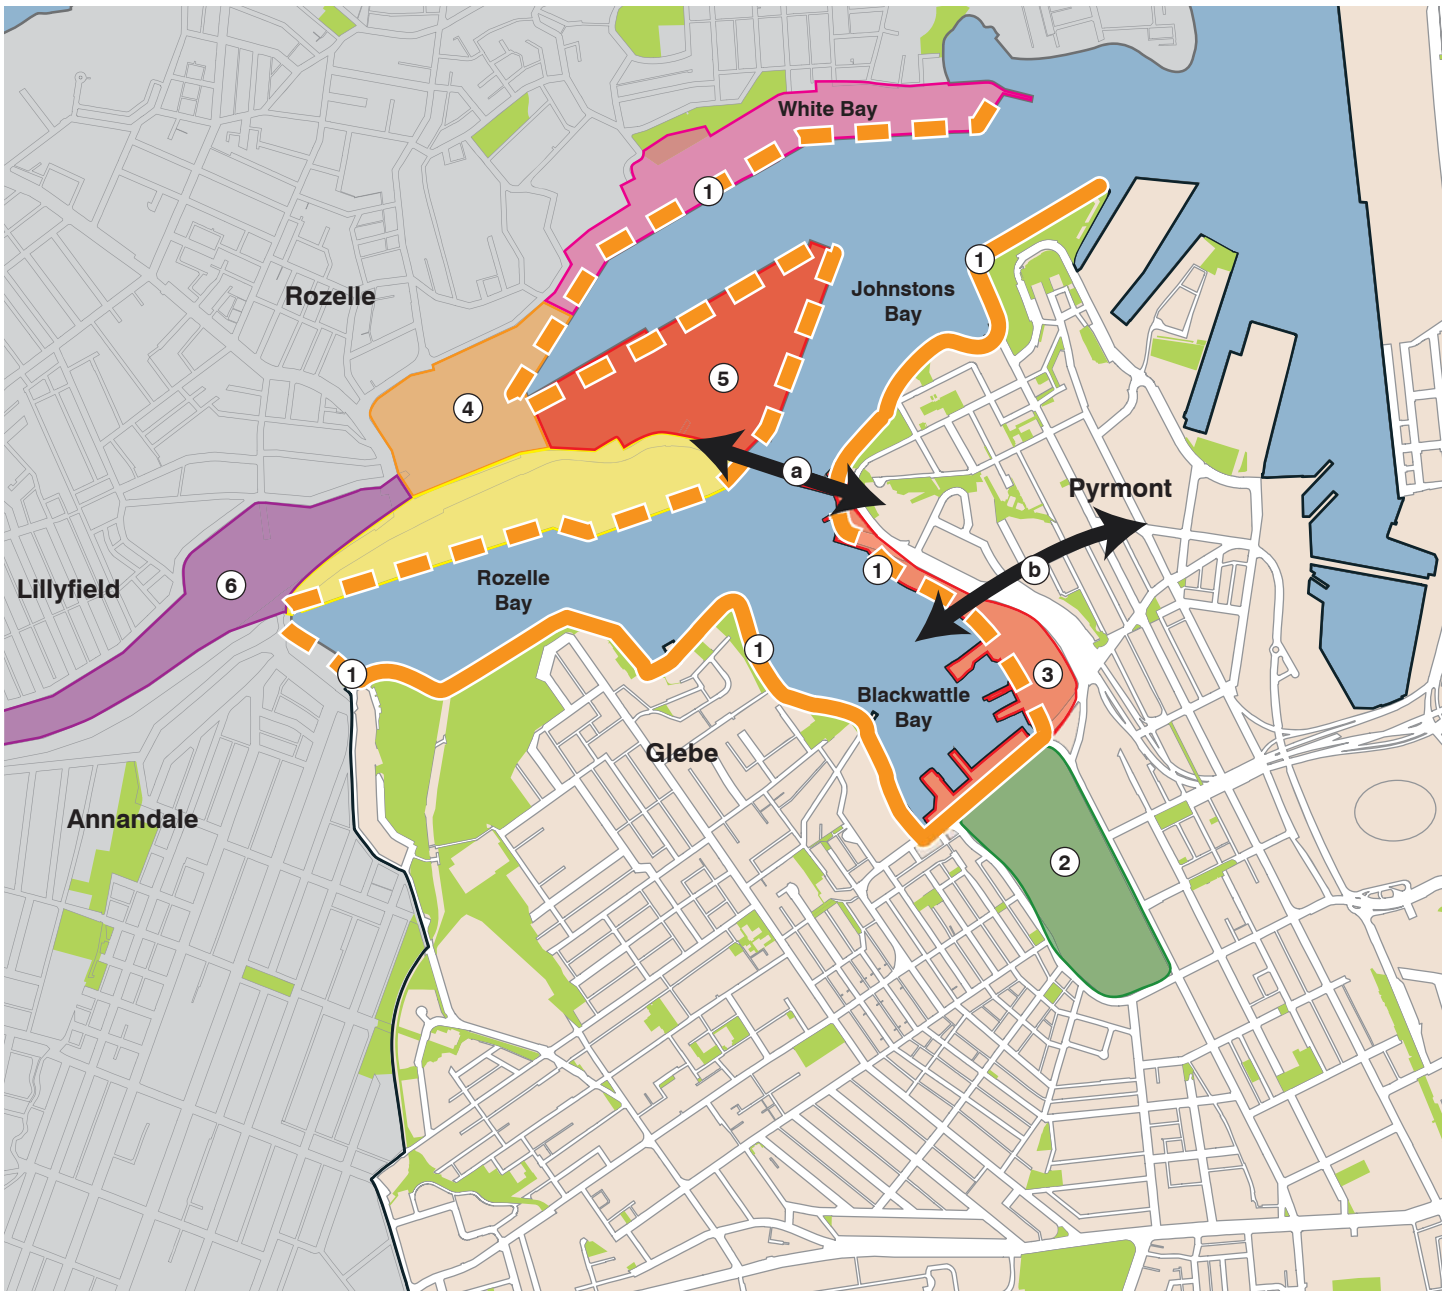 White Bay
1
1
Johnstons
Bay
Rozelle
5
4
a
Pyrmont
b
1
Rozelle
Bay
6
Lillyfield
1
1
3
Blackwattle
Bay
Glebe
Annandale
2